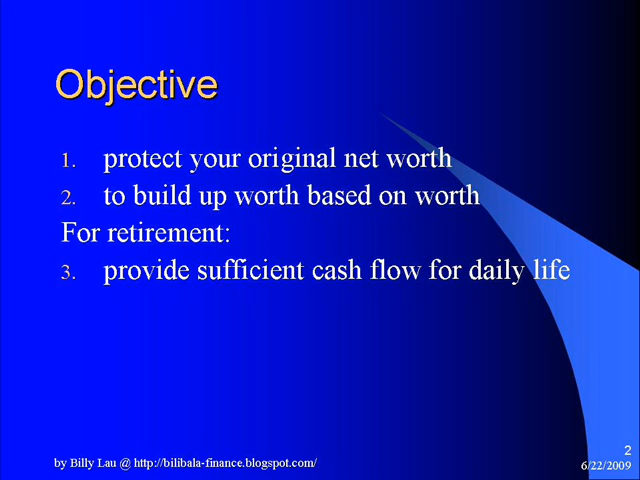 Objective
1. protect your original net worth
2. to build up worth based on worth
For retirement:
3. provide sufficient cash flow for daily life
2
by Billy Lau @ http://bilibala-finance.blogspot.com/
6/22/2009